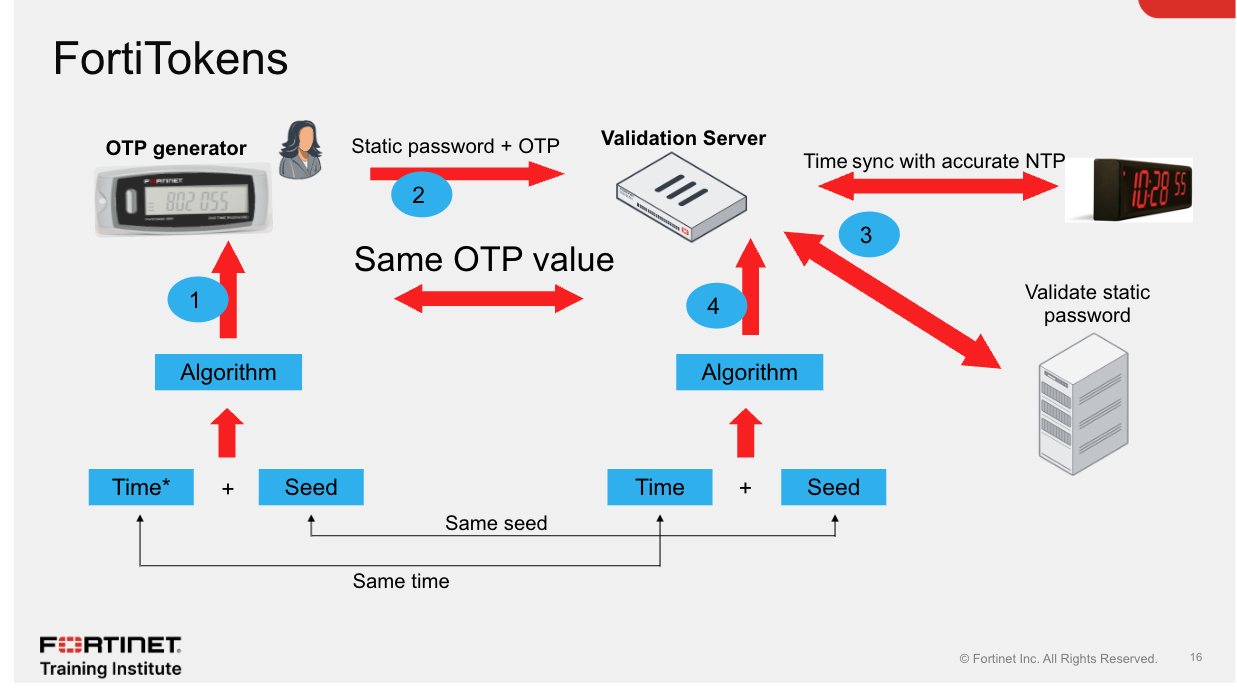 FortiTokens
OTP generator
Static password + OTP
Validation Server
Time sync with accurate NTP
FORTINET
802 055
10:28 55
2
3
Same OTP value
1
4
Validate static
password
Algorithm
Algorithm
Time*
+
Seed
Time
+
Seed
Same seed
Same time
FORTINET
Training Institute
© Fortinet Inc. All Rights Reserved.
16